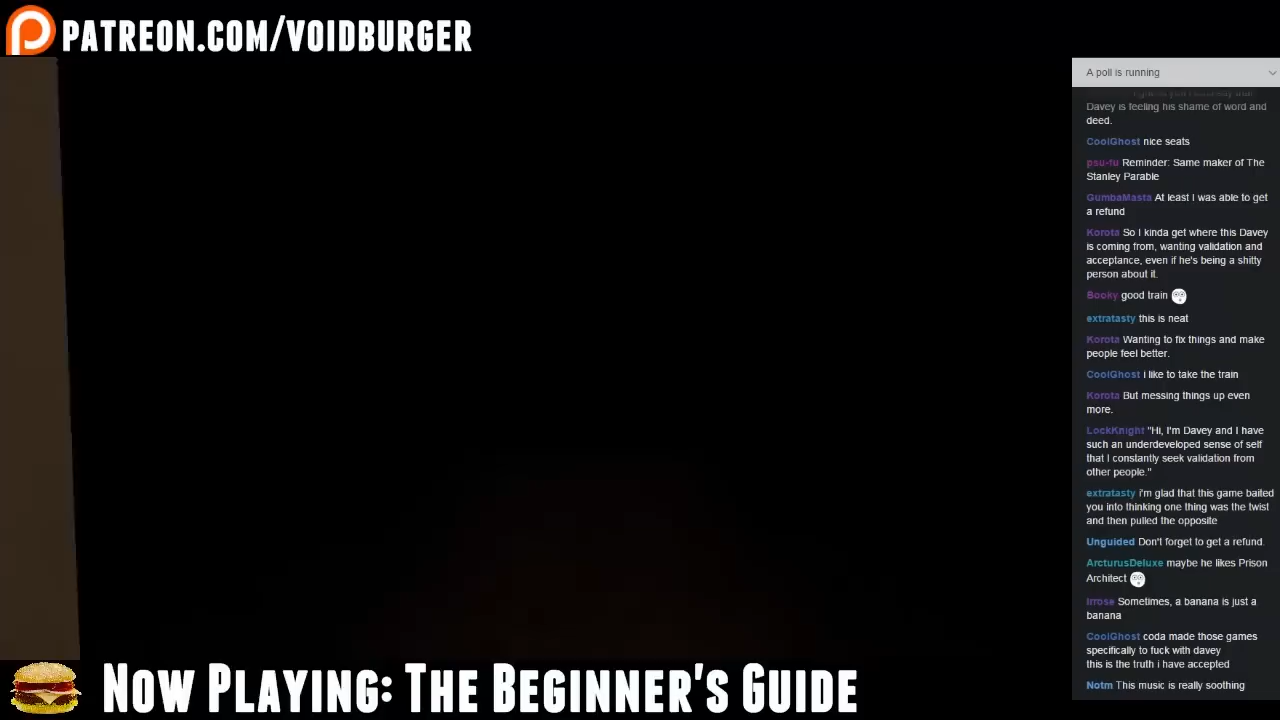 PATREON.COM/VOIDBURGER
A poll is running
Davey is feeling his shame of word and
deed.
CoolGhost nice seats
psu-fu Reminder: Same maker of The
Stanley Parable
GumbaMasta At least I was able to get
a refund
Korota So I kinda get where this Davey
is coming from, wanting validation and
acceptance, even if he's being a shitty
person about it.
Booky good train
extratasty this is neat
Korota Wanting to fix things and make
people feel better.
CoolGhost i like to take the train
Korota But messing things up even
more.
LockKnight "Hi, I'm Davey and I have
such an underdeveloped sense of self
that I constantly seek validation from
other people."
extratasty i'm glad that this game bailed
you into thinking one thing was the twist
and then pulled the opposite
Unguided Don't forget to get a refund.
ArcturusDeluxe maybe he likes Prison
Architect
Irrose Sometimes, a banana is just a
banana
CoolGhost coda made those games
specifically to fuck with davey
this is the truth i have accepted
Notm This music is really soothing
NOW PLAYING: THE BEGINNER'S GUIDE